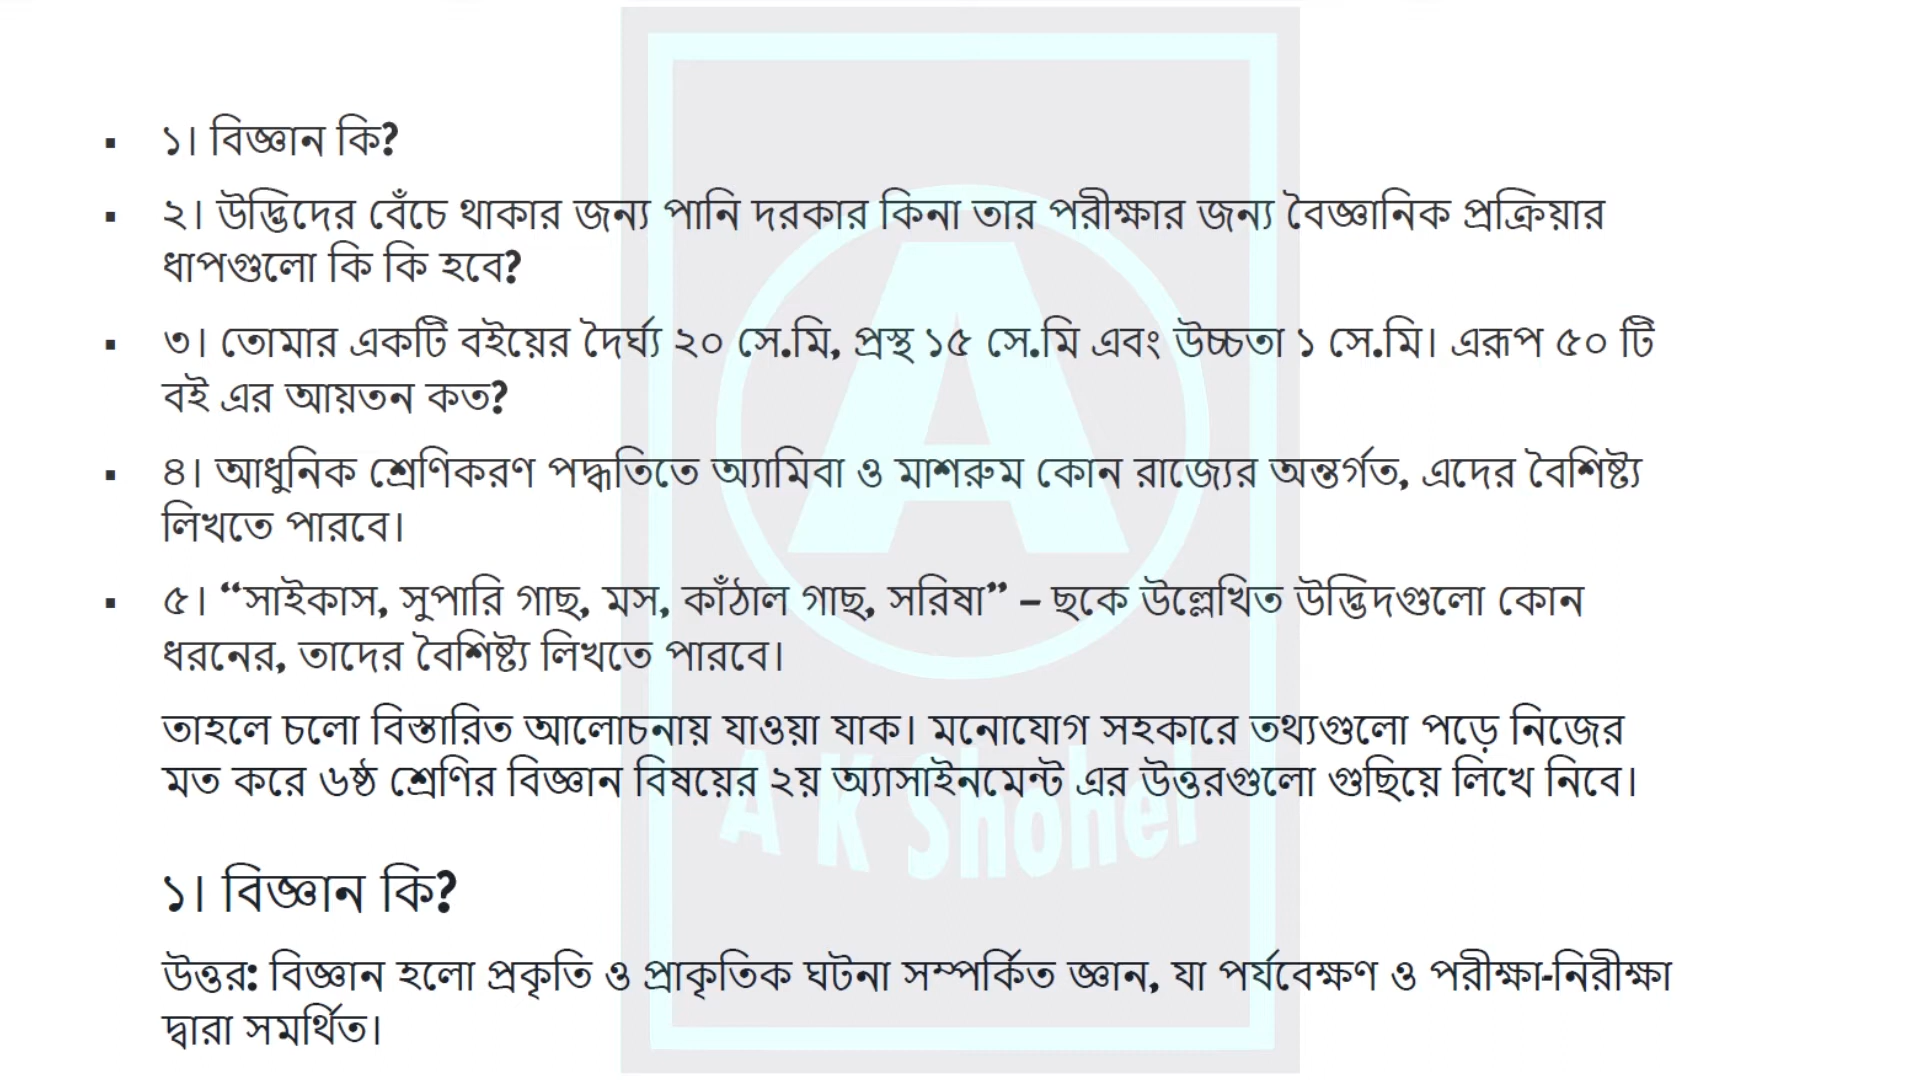 ▪ ১। বিজ্ঞান কি?
▪ ২। উদ্ভিদের বেঁচে থাকার জন্য পানি দরকার কিনা তার পরীক্ষার জন্য বৈজ্ঞানিক প্রক্রিয়ার
ধাপগুলো কি কি হবে?
▪ ৩। তোমার একটি বইয়ের দৈর্ঘ্য ২০ সে.মি, প্রস্থ ১৫ সে.মি এবং উচ্চতা ১ সে.মি। এরূপ ৫০ টি
বই এর আয়তন কত?
▪ ৪। আধুনিক শ্রেণিকরণ পদ্ধতিতে অ্যামিবা ও মাশরুম কোন রাজ্যের অন্তর্গত, এদের বৈশিষ্ট্য
লিখতে পারবে।
▪ ৫। “সাইকাস, সুপারি গাছ, মস, কাঁঠাল গাছ, সরিষা” – ছকে উল্লেখিত উদ্ভিদগুলো কোন
ধরনের, তাদের বৈশিষ্ট্য লিখতে পারবে।
তাহলে চলো বিস্তারিত আলোচনায় যাওয়া যাক। মনোযোগ সহকারে তথ্যগুলো পড়ে নিজের
মত করে ৬ষ্ঠ শ্রেণির বিজ্ঞান বিষয়ের ২য় অ্যাসাইনমেন্ট এর উত্তরগুলো গুছিয়ে লিখে নিবে।
A K Shohel
১। বিজ্ঞান কি?
উত্তর: বিজ্ঞান হলো প্রকৃতি ও প্রাকৃতিক ঘটনা সম্পর্কিত জ্ঞান, যা পর্যবেক্ষণ ও পরীক্ষা-নিরীক্ষা
দ্বারা সমর্থিত।